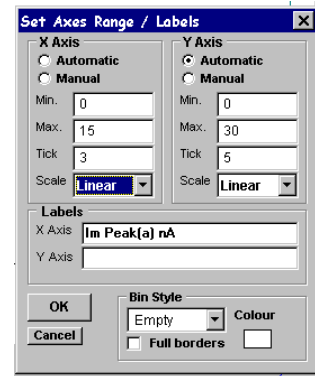 Set Axes Range / Labels
X Axis
Automatic
Manual
Min. 0
Max. 15
Tick 3
Scale Linear
Y Axis
Automatic
Manual
Min. 0
Max. 30
Tick 5
Scale Linear
Labels
X Axis Im Peak(a) nA
Y Axis
OK
Cancel
Bin Style
Empty
Colour
Full borders